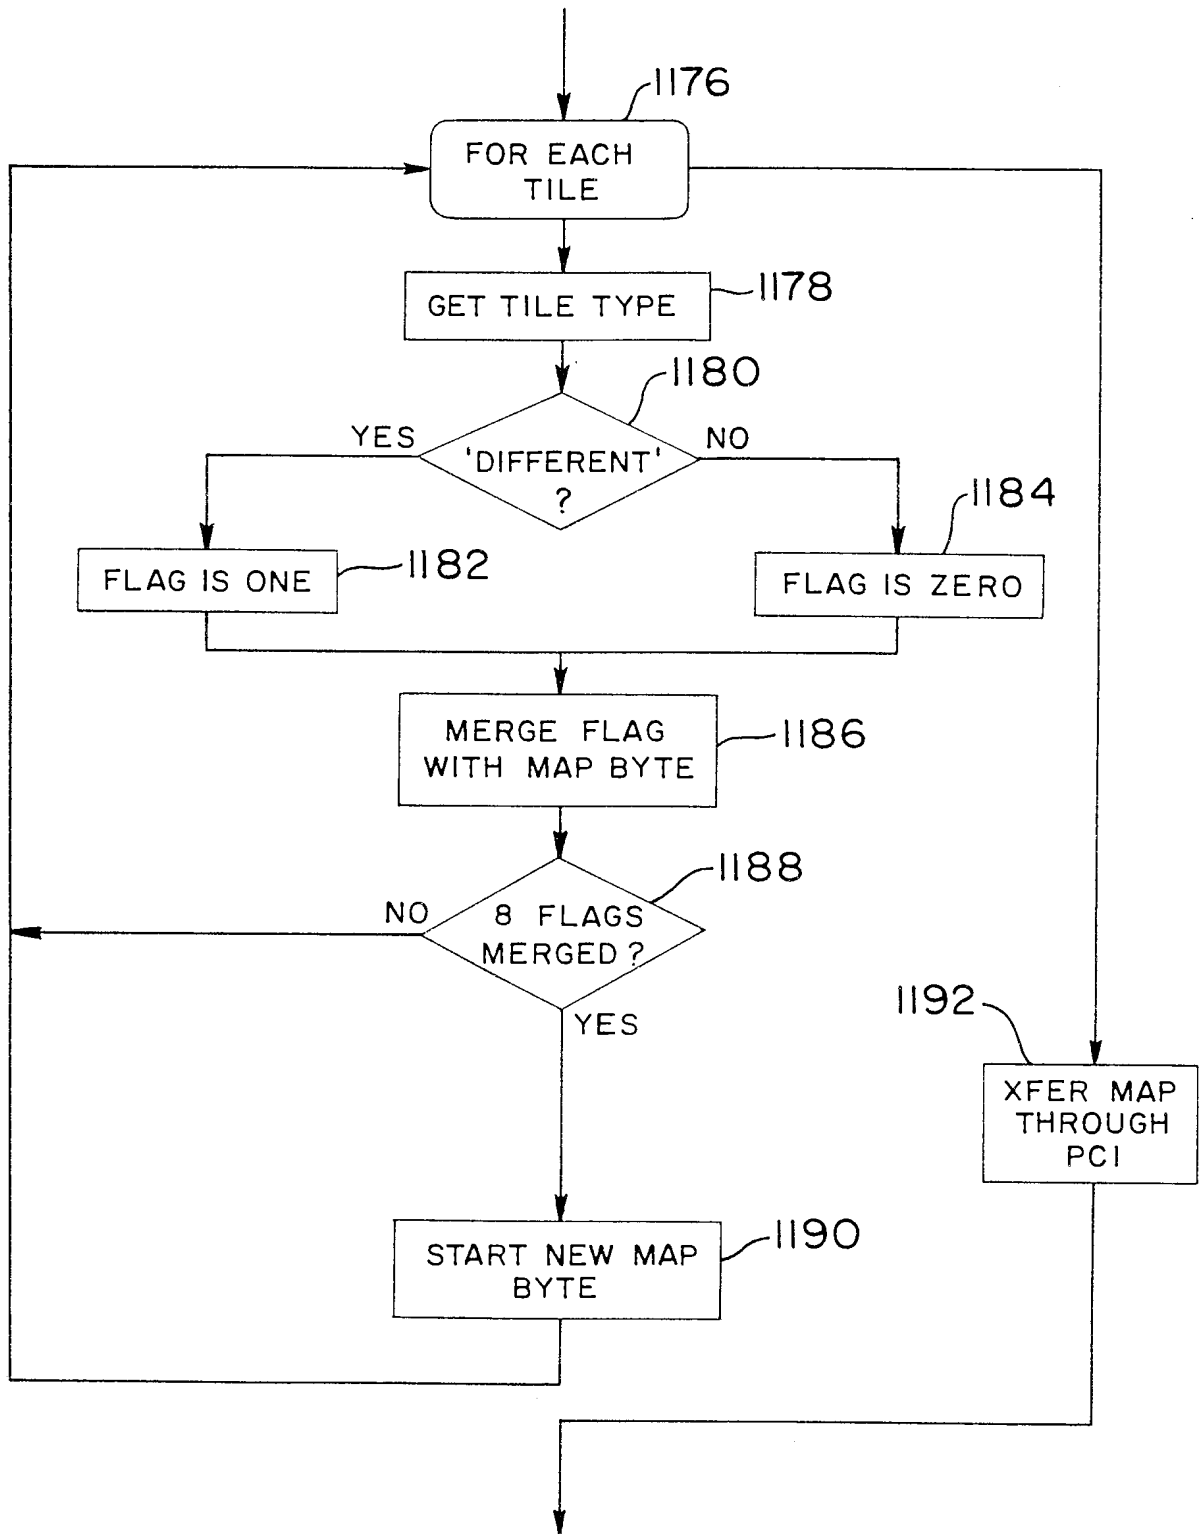 1176
FOR EACH
TILE
GET TILE TYPE
1178
1180
YES
NO
'DIFFERENT'
?
1184
FLAG IS ONE
1182
FLAG IS ZERO
MERGE FLAG
WITH MAP BYTE
1186
1188
NO
8 FLAGS
MERGED ?
YES
1192
XFER MAP
THROUGH
PCI
1190
START NEW MAP
BYTE